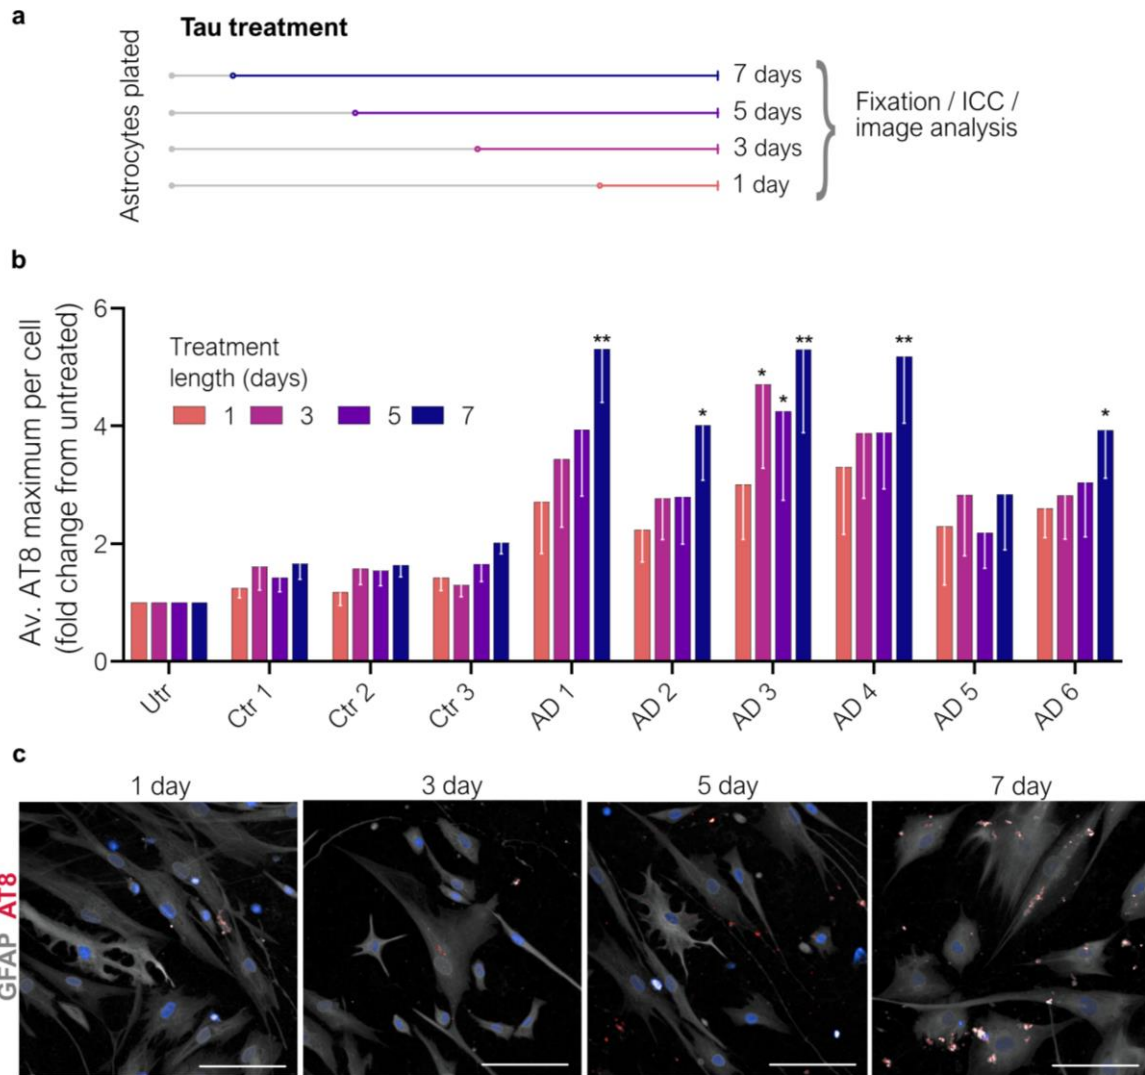 a
Tau treatment
Astrocytes plated
7 days
5 days
3 days
1 day
Fixation / ICC /
image analysis
b
Av. AT8 maximum per cell
(fold change from untreated)
6
4
2
0
Treatment
length (days)
1 3 5 7
** * * * ** ** *
Utr Ctr 1 Ctr 2 Ctr 3 AD 1 AD 2 AD 3 AD 4 AD 5 AD 6
c
1 day 3 day 5 day 7 day
GFAP AT8